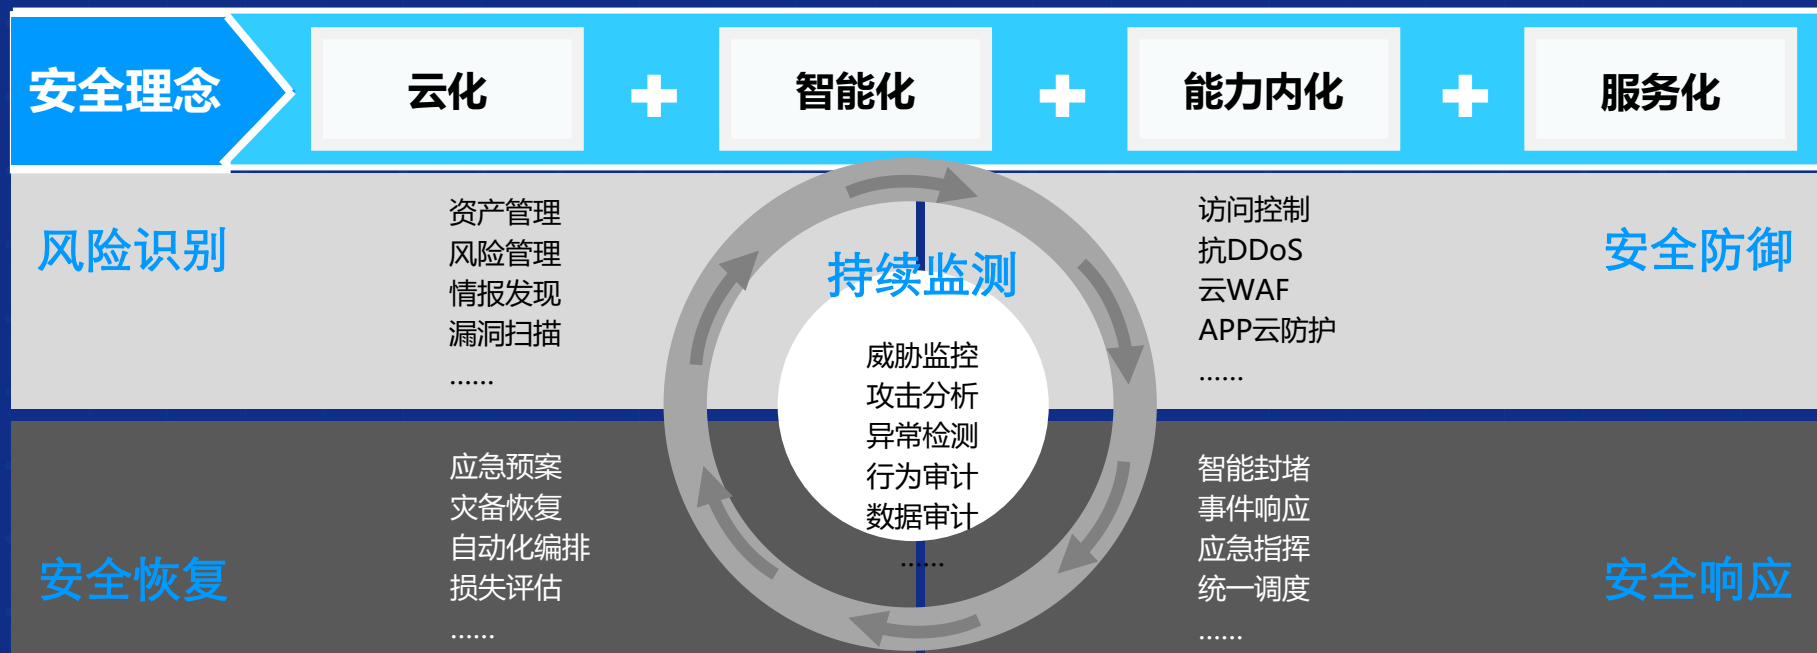 安全理念
云化
智能化
能力内化
服务化
风险识别
资产管理
风险管理
情报发现
漏洞扫描
......
持续监测
威胁监控
攻击分析
异常检测
行为审计
数据审计
......
访问控制
抗DDoS
云WAF
APP云防护
......
安全防御
安全恢复
应急预案
灾备恢复
自动化编排
损失评估
......
智能封堵
事件响应
应急指挥
统一调度
......
安全响应